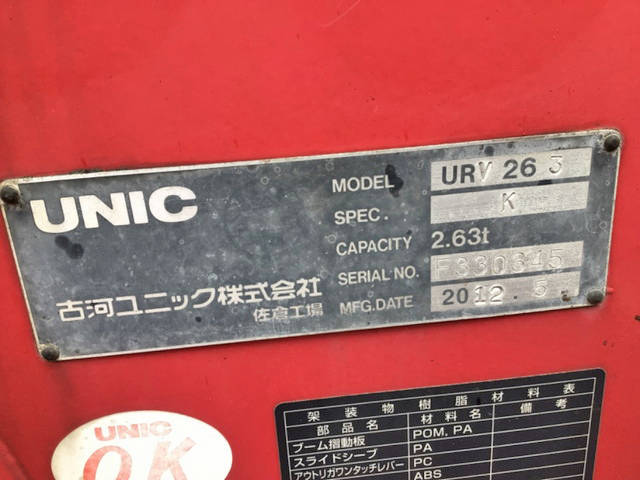 UNIC
MODEL URV 263
SPEC. K
CAPACITY 2.63t
SERIAL NO. F330645
MFG.DATE 2012.5
古河ユニック株式会社
佐倉工場
UNIC
OK
架装物樹脂材料表
部品名 材料名 備考
ブーム摺動板 POM, PA
スライドシーブ PA
アウトリガワンタッチレバー PC
ABS